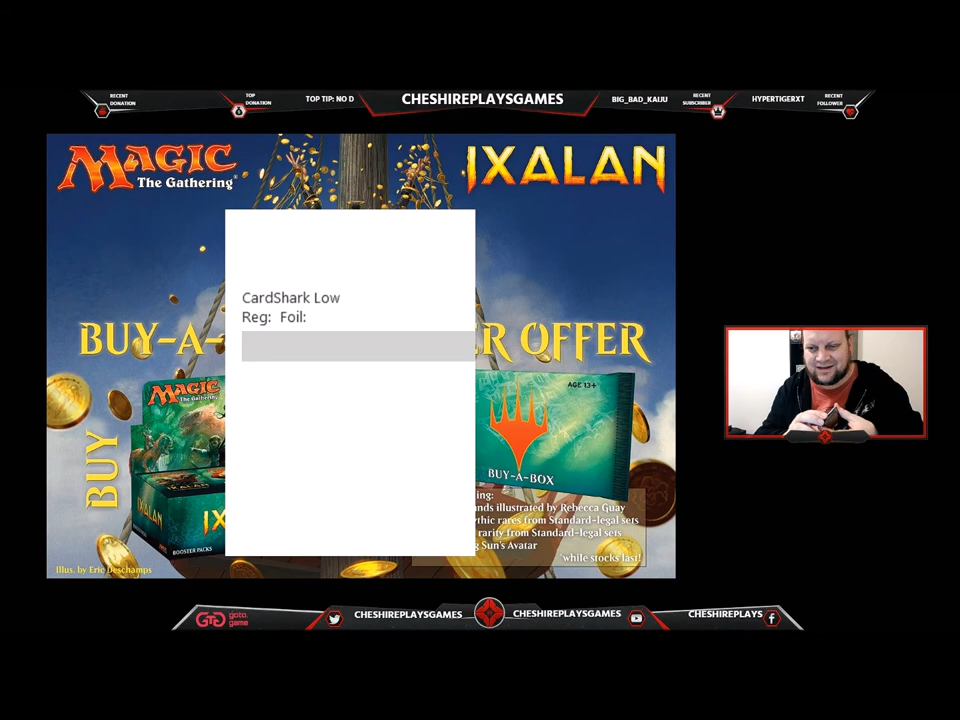 RECENT
DONATION
TOP
DONATION
TOP TIP: NO D
CHESHIREPLAYSGAMES
BIG_BAD_KAIJU
RECENT
SUBSCRIBER
HYPERTIGERXT
RECENT
FOLLOWER
MAGIC
The Gathering®
IXALAN
CardShark Low
Reg: Foil:
BUY-A-
ER OFFER
BUY
MAGIC
The Gathering
IXALAN
IX
BOOSTER PACKS
AGE 13+
BUY-A-BOX
ing:
ands illustrated by Rebecca Guay
ythic rares from Standard-legal sets
rarity from Standard-legal sets
g Sun's Avatar
*while stocks last!
Illus. by Eric Deschamps
GTG goto.
game
CHESHIREPLAYSGAMES
CHESHIREPLAYSGAMES
CHESHIREPLAYS